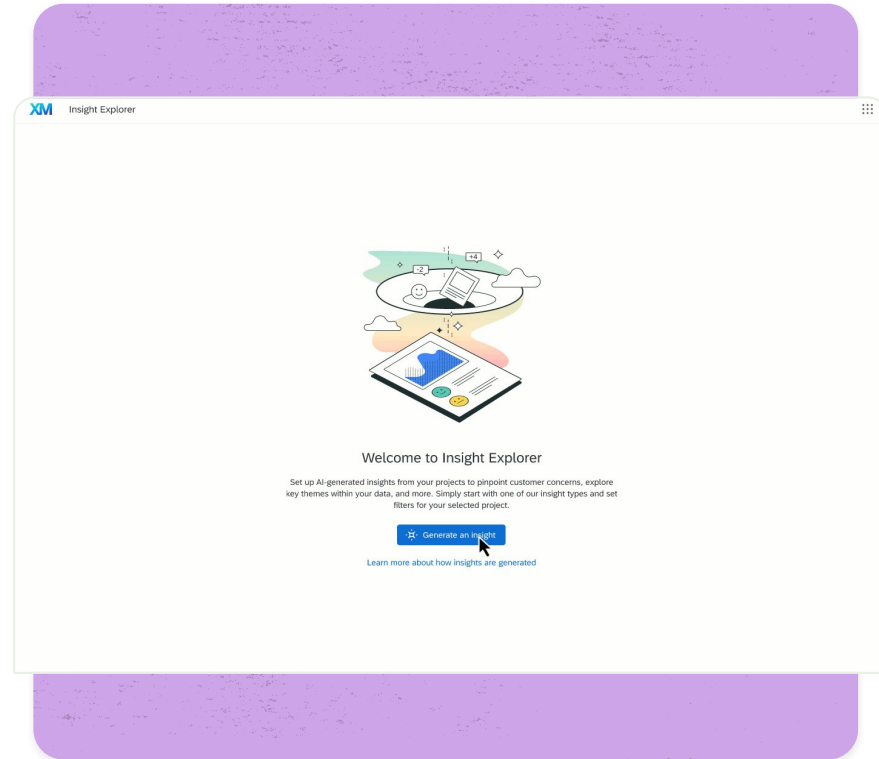 XM Insight Explorer
+4
-2
Welcome to Insight Explorer
Set up AI-generated insights from your projects to pinpoint customer concerns, explore
key themes within your data, and more. Simply start with one of our insight types and set
filters for your selected project.
Generate an insight
Learn more about how insights are generated